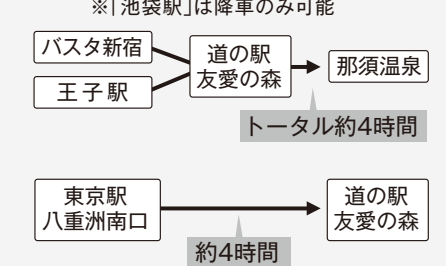 ※「池袋駅」は降車のみ可能
バスタ新宿
王子駅
道の駅
友愛の森
那須温泉
トータル約4時間
東京駅
八重洲南口
道の駅
友愛の森
約4時間